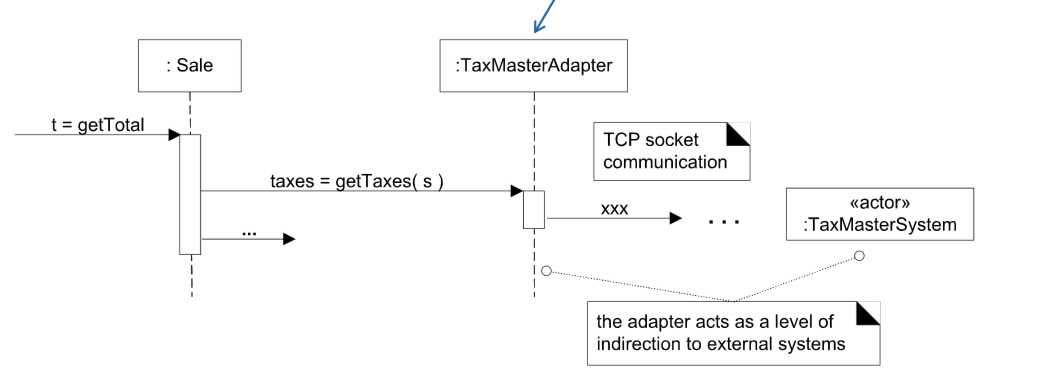 : Sale
:TaxMasterAdapter
t = getTotal
TCP socket
communication
taxes = getTaxes( s )
xxx
. . .
«actor»
:TaxMasterSystem
...
the adapter acts as a level of
indirection to external systems